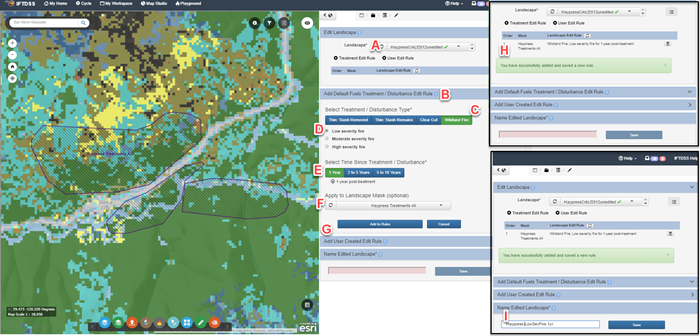 IFTDSS
My Home
Cycle
My Workspace
Map Studio
Playground
Help
Esri World Geocoder
Edit Landscape
Landscape*
A
HaypressCrkLE2012unedited
Treatment Edit Rule
User Edit Rule
Order Mask Landscape Edit Rule
B
Add Default Fuels Treatment / Disturbance Edit Rule
Select Treatment / Disturbance Type*
C
Thin: Slash Removed
Thin: Slash Remains
Clear Cut
Wildland Fire
D
Low severity fire
Moderate severity fire
High severity fire
Select Time Since Treatment / Disturbance*
E
1 Year
2 to 5 Years
5 to 10 Years
1 year post-treatment
Apply to Landscape Mask (optional)
F
Haypress Treatments All
G
Add to Rules
Cancel
Add User Created Edit Rule
Name Edited Landscape*
Save
esri
Landscape*
Treatment Edit Rule
User Edit Rule
H
Order Mask Landscape Edit Rule
Haypress Treatments All
Wildland Fire, Low severity fire for 1-year post-treatment
You have successfully added and saved a new rule.
Add Default Fuels Treatment / Disturbance Edit Rule
Add User Created Edit Rule
Name Edited Landscape*
Save
Help
IFTDSS Help
Edit Landscape
Landscape*
Treatment Edit Rule
User Edit Rule
Order Mask Landscape Edit Rule
1 Haypress Treatments All
Wildland Fire, Low severity fire for 1-year post-treatment
You have successfully added and saved a new rule.
Add Default Fuels Treatment / Disturbance Edit Rule
Add User Created Edit Rule
Name Edited Landscape*
I
Save